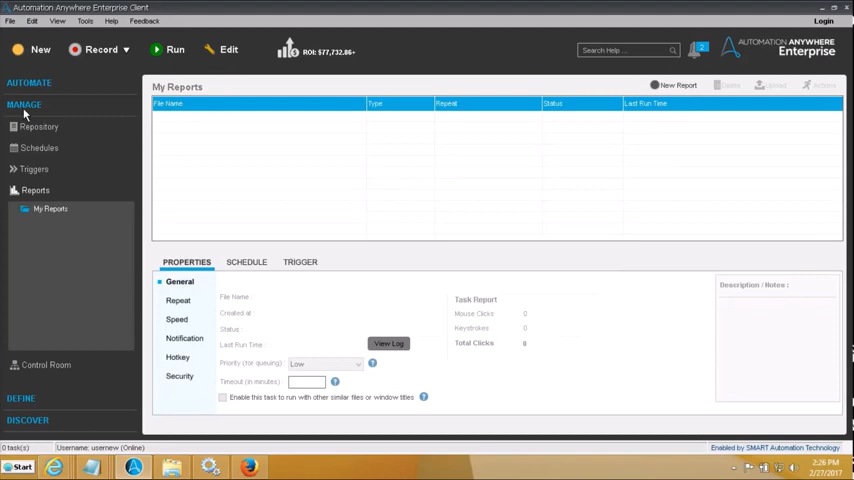 Automation Anywhere Enterprise Client
File Edit View Tools Help Feedback Login
New Record Run Edit ROI: $77,732.86+ Search Help ... 2 AUTOMATION ANYWHERE Enterprise
AUTOMATE
MANAGE
Repository
Schedules
Triggers
Reports
My Reports
Control Room
DEFINE
DISCOVER
My Reports New Report Delete Upload Actions
File Name Type Repeat Status Last Run Time
PROPERTIES SCHEDULE TRIGGER
General
Repeat
Speed
Notification
Hotkey
Security
File Name
Created at :
Status :
Last Run Time : View Log
Priority (for queuing) : Low ?
Timeout (in minutes) ?
Enable this task to run with other similar files or window titles ?
Task Report
Mouse Clicks 0
Keystrokes 0
Total Clicks 0
Description / Notes :
0 task(s) Username: usernew (Online) Enabled by SMART Automation Technology
Start 2:26 PM
2/27/2017